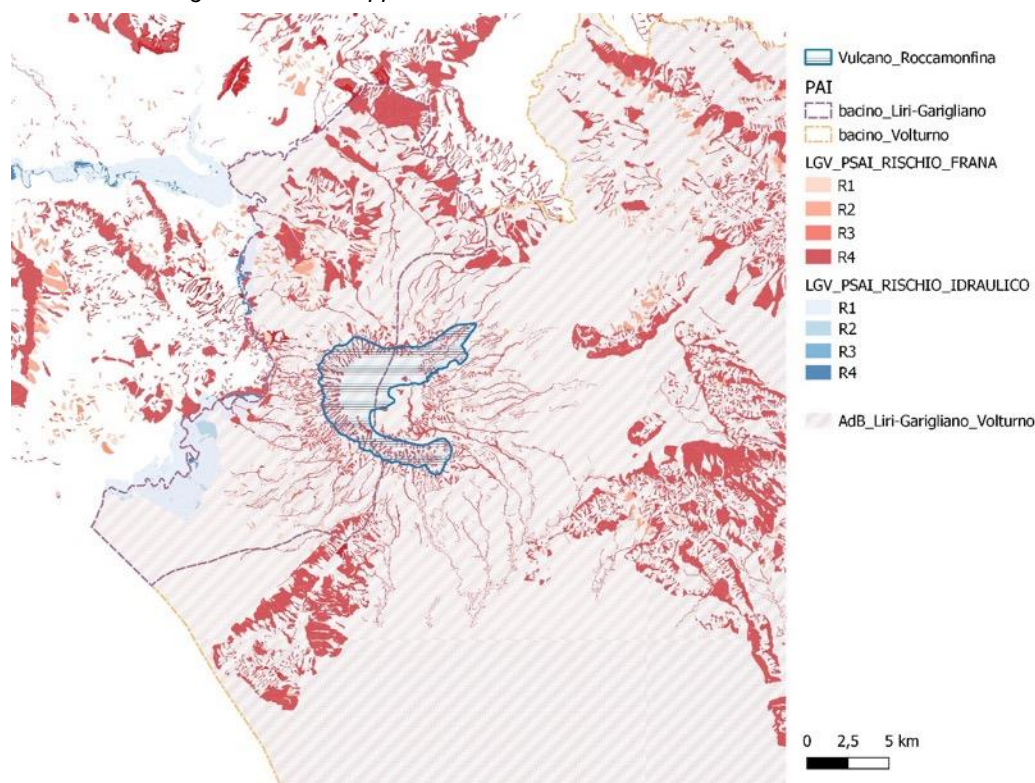 Vulcano_Roccamonfina
PAI
bacino_Liri-Garigliano
bacino_Volturno
LGV_PSAI_RISCHIO_FRANA
R1
R2
R3
R4
LGV_PSAI_RISCHIO_IDRAULICO
R1
R2
R3
R4
AdB_Liri-Garigliano_Volturno
0 2,5 5 km